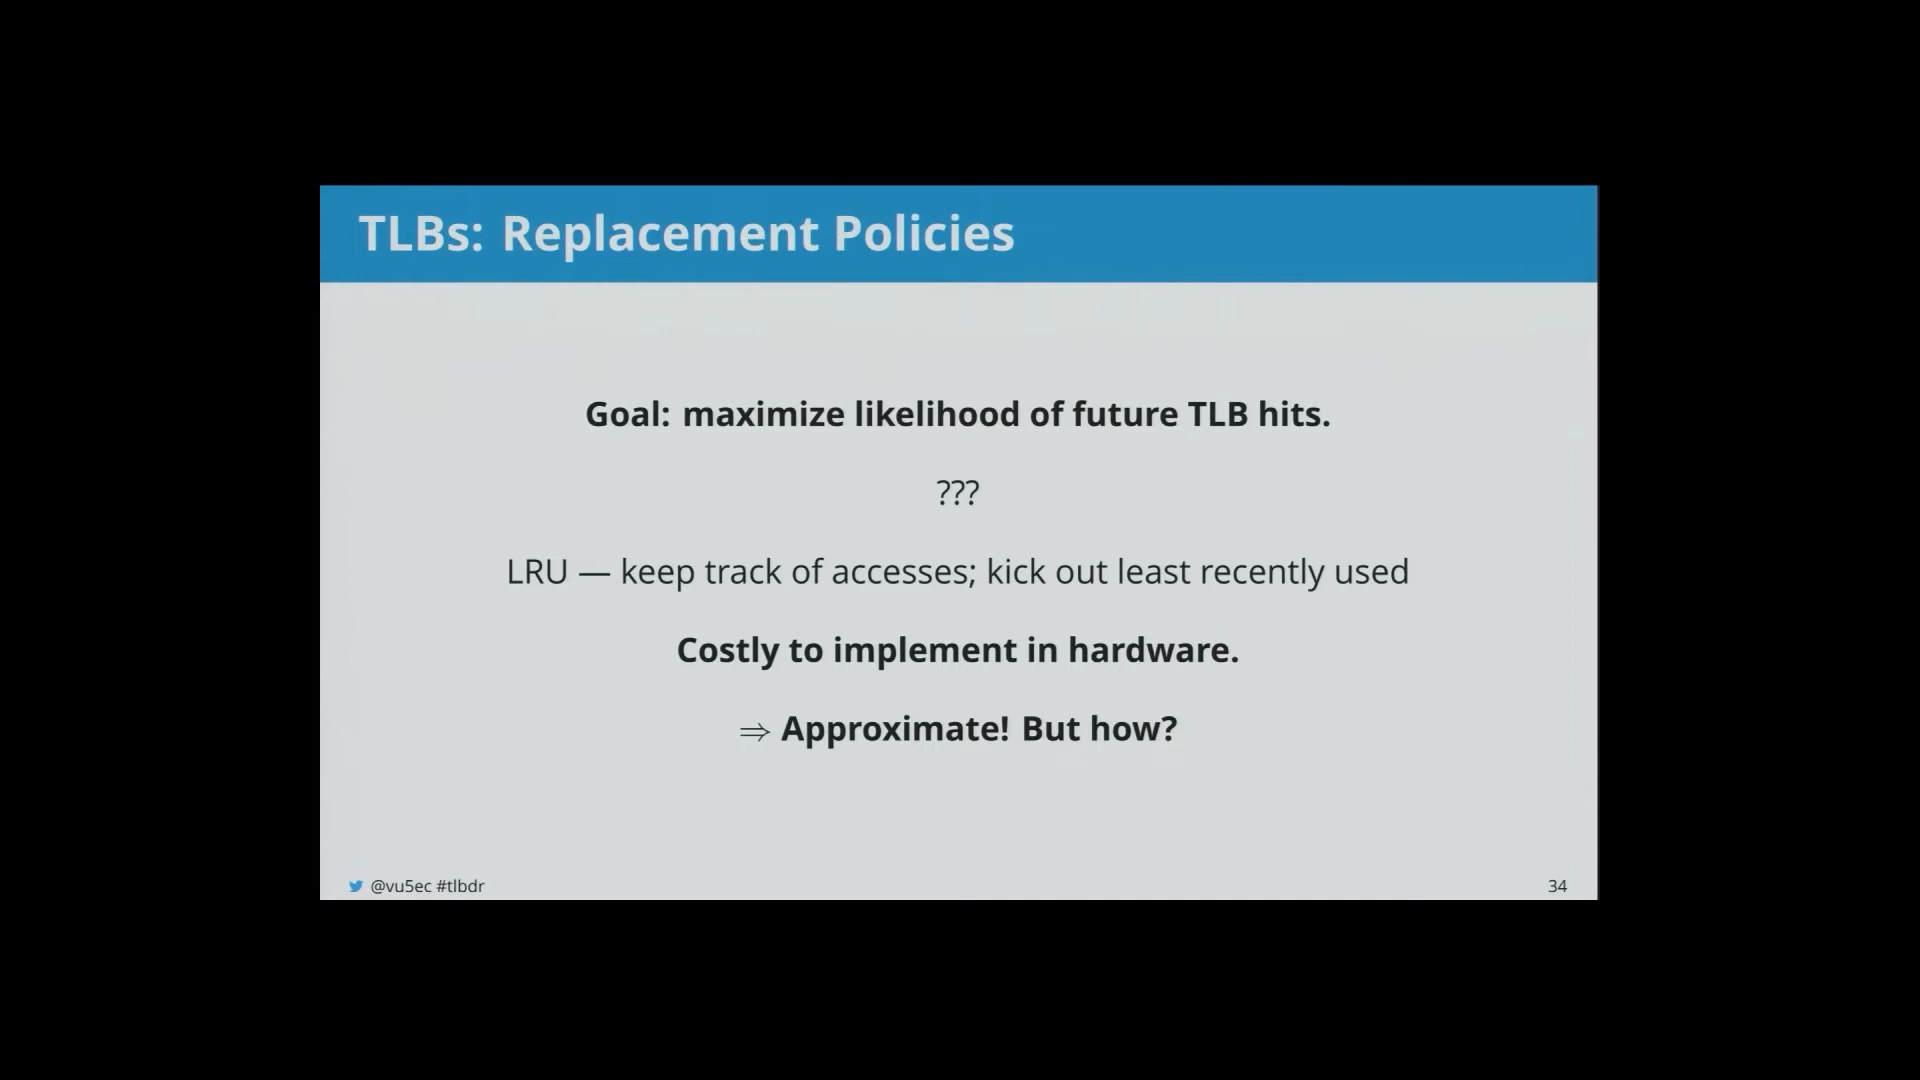 TLBs: Replacement Policies
Goal: maximize likelihood of future TLB hits.
???
LRU — keep track of accesses; kick out least recently used
Costly to implement in hardware.
⇒ Approximate! But how?
@vu5ec #tlbdr
34